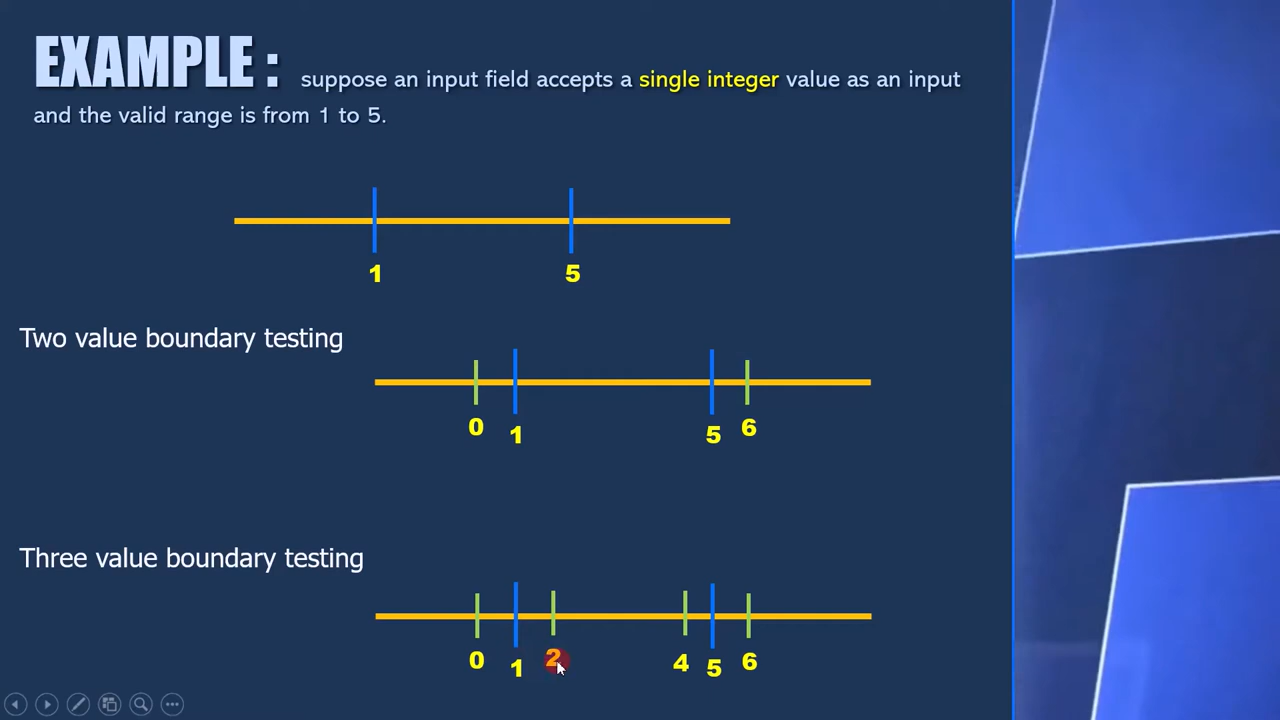 EXAMPLE : suppose an input field accepts a single integer value as an input
and the valid range is from 1 to 5.
1 5
Two value boundary testing
0 1 5 6
Three value boundary testing
0 1 2 4 5 6